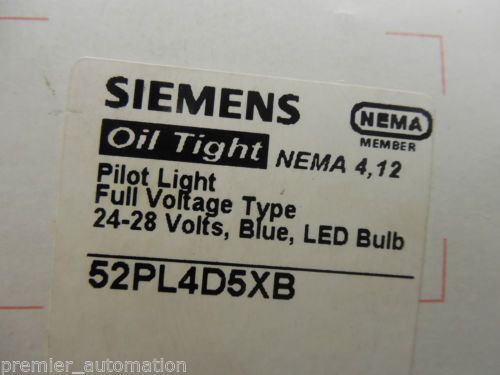 SIEMENS
NEMA
MEMBER
Oil Tight NEMA 4,12
Pilot Light
Full Voltage Type
24-28 Volts, Blue, LED Bulb
52PL4D5XB
premier_automation